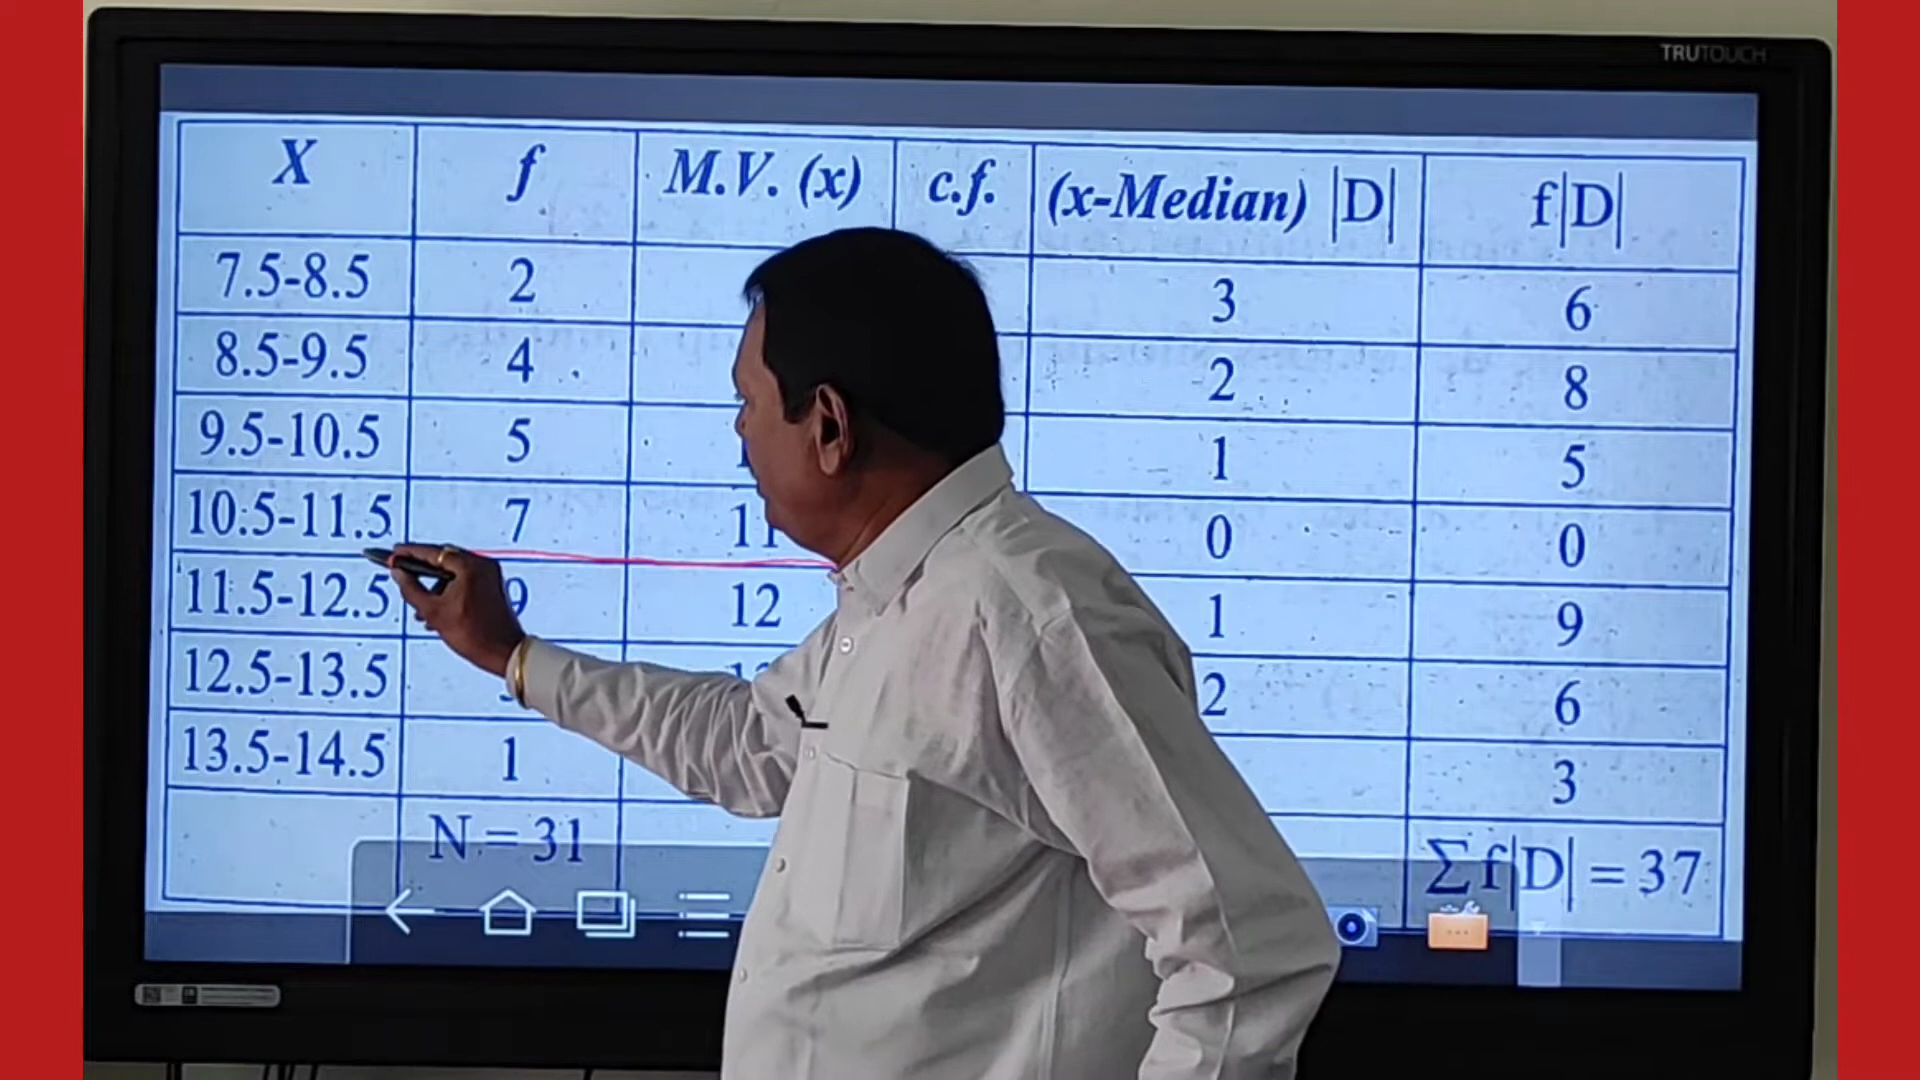 TRUTOUCH
X f M.V. (x) c.f. (x-Median) |D| f|D|
7.5-8.5 2 3 6
8.5-9.5 4 2 8
9.5-10.5 5 1 5
10.5-11.5 7 11 0 0
11.5-12.5 9 12 1 9
12.5-13.5 2 6
13.5-14.5 1 3
N = 31 Σf|D| = 37